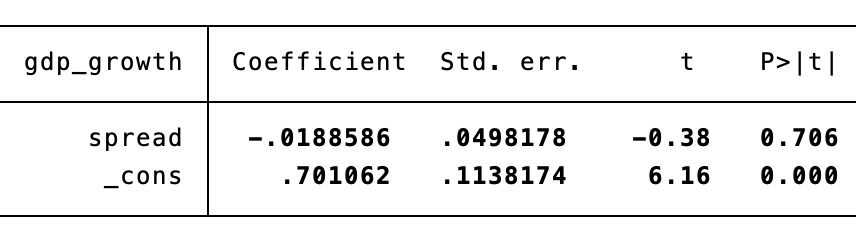 gdp_growth Coefficient Std. err. t P>|t|
spread -.0188586 .0498178 -0.38 0.706
_cons .701062 .1138174 6.16 0.000